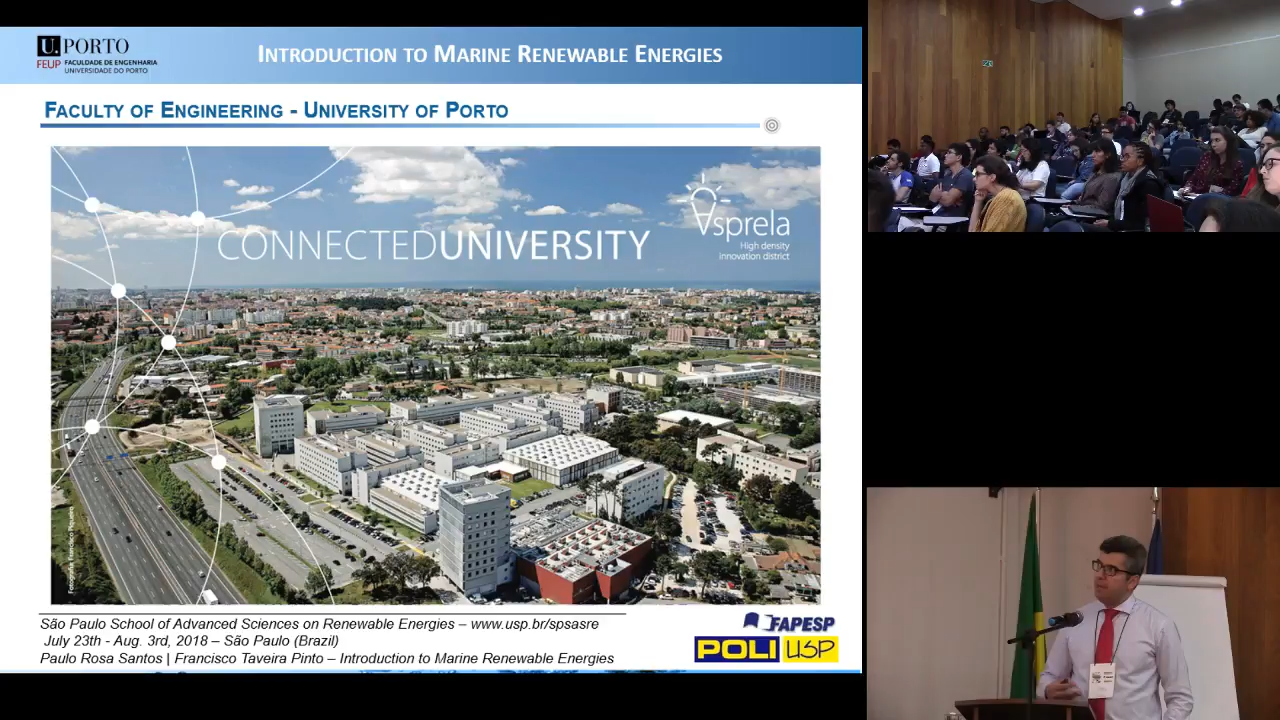 U.PORTO
FEUP FACULDADE DE ENGENHARIA
UNIVERSIDADE DO PORTO
INTRODUCTION TO MARINE RENEWABLE ENERGIES
FACULTY OF ENGINEERING - UNIVERSITY OF PORTO
CONNECTEDUNIVERSITY
Asprela
High density
innovation district
São Paulo School of Advanced Sciences on Renewable Energies – www.usp.br/spsasre
July 23th - Aug. 3rd, 2018 – São Paulo (Brazil)
Paulo Rosa Santos | Francisco Taveira Pinto – Introduction to Marine Renewable Energies
FAPESP
POLI USP